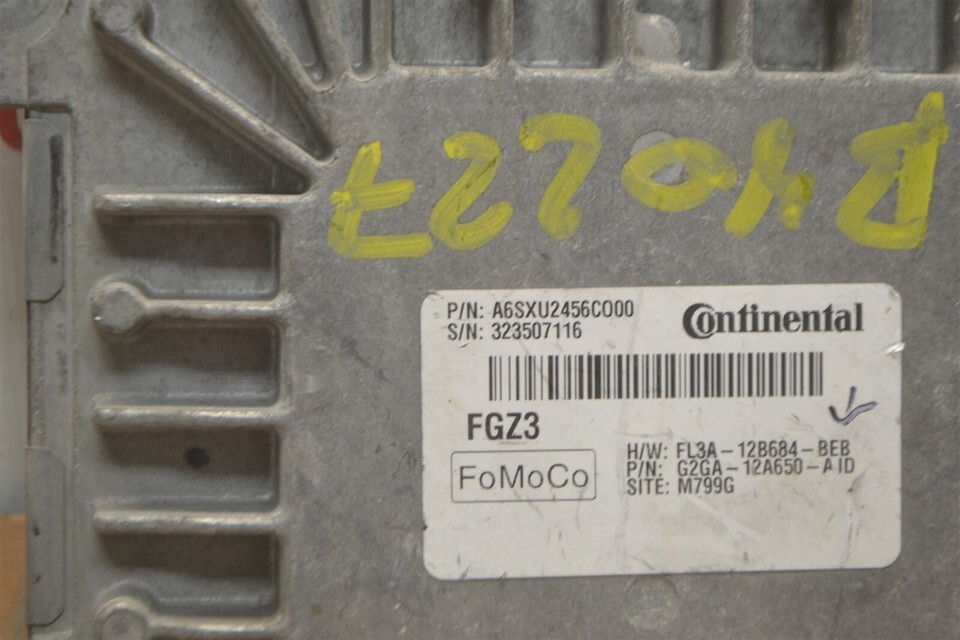 P/N: A6SXU2456C000
S/N: 323507116
Continental
FGZ3
FoMoCo
H/W: FL3A-12B684-BEB
P/N: G2GA-12A650-AID
SITE: M799G